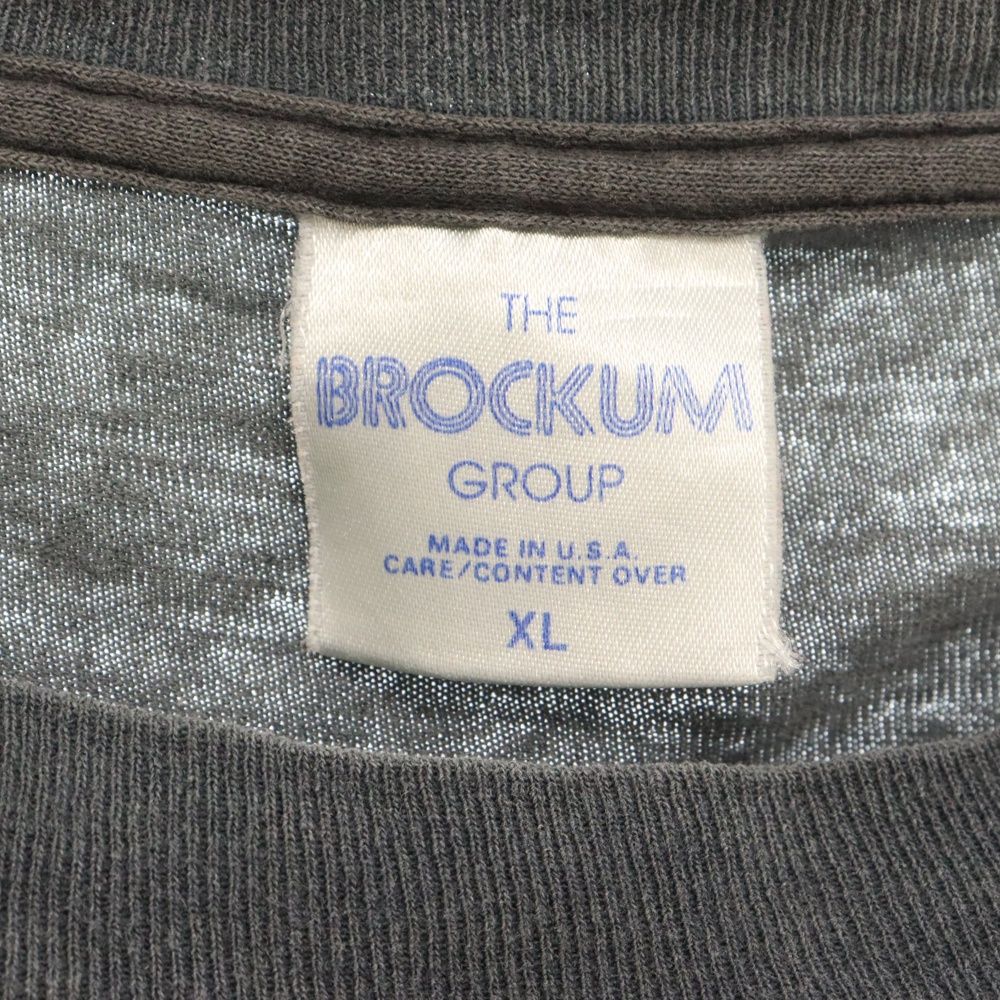 THE
BROCKUM
GROUP
MADE IN U.S.A.
CARE/CONTENT OVER
XL